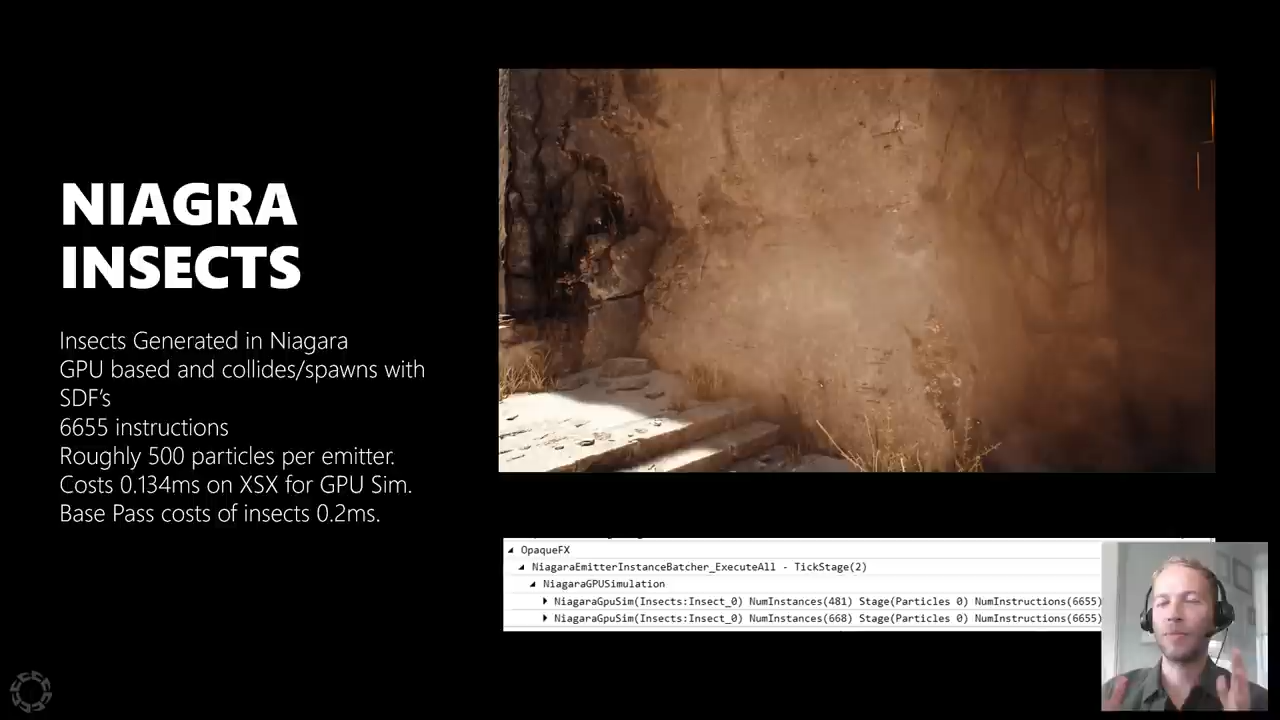 NIAGRA
INSECTS
Insects Generated in Niagara
GPU based and collides/spawns with
SDF's
6655 instructions
Roughly 500 particles per emitter.
Costs 0.134ms on XSX for GPU Sim.
Base Pass costs of insects 0.2ms.
OpaqueFX
NiagaraEmitterInstanceBatcher_ExecuteAll - TickStage(2)
NiagaraGPUSimulation
NiagaraGpuSim(Insects:Insect_0) NumInstances(481) Stage(Particles 0) NumInstructions(6655)
NiagaraGpuSim(Insects:Insect_0) NumInstances(668) Stage(Particles 0) NumInstructions(6655)